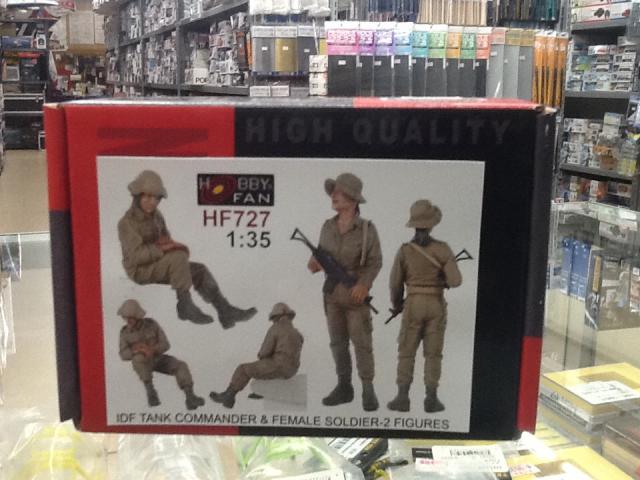 HIGH QUALITY
HOBBY
FAN
HF727
1:35
IDF TANK COMMANDER & FEMALE SOLDIER-2 FIGURES